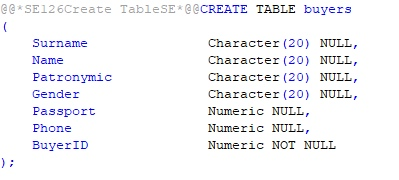 @@*SE126Create TableSE*@@CREATE TABLE buyers
(
Surname Character(20) NULL,
Name Character(20) NULL,
Patronymic Character(20) NULL,
Gender Character(20) NULL,
Passport Numeric NULL,
Phone Numeric NULL,
BuyerID Numeric NOT NULL
);